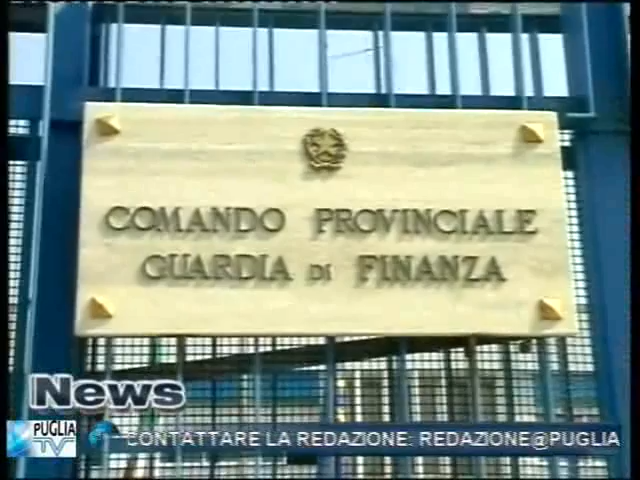 COMANDO PROVINCIALE
GUARDIA DI FINANZA
News
PUGLIA
TV
CONTATTARE LA REDAZIONE: REDAZIONE@PUGLIA